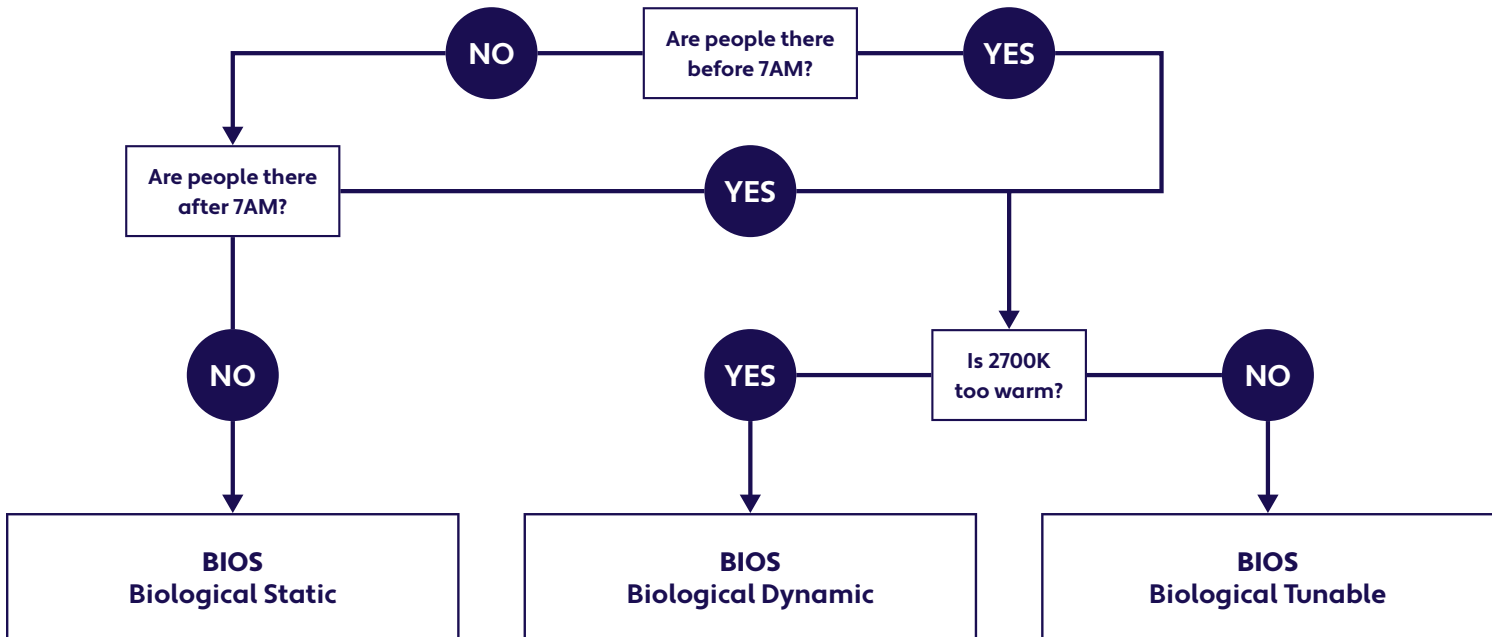 NO
Are people there
before 7AM?
YES
Are people there
after 7AM?
YES
NO
YES
Is 2700K
too warm?
NO
BIOS
Biological Static
BIOS
Biological Dynamic
BIOS
Biological Tunable